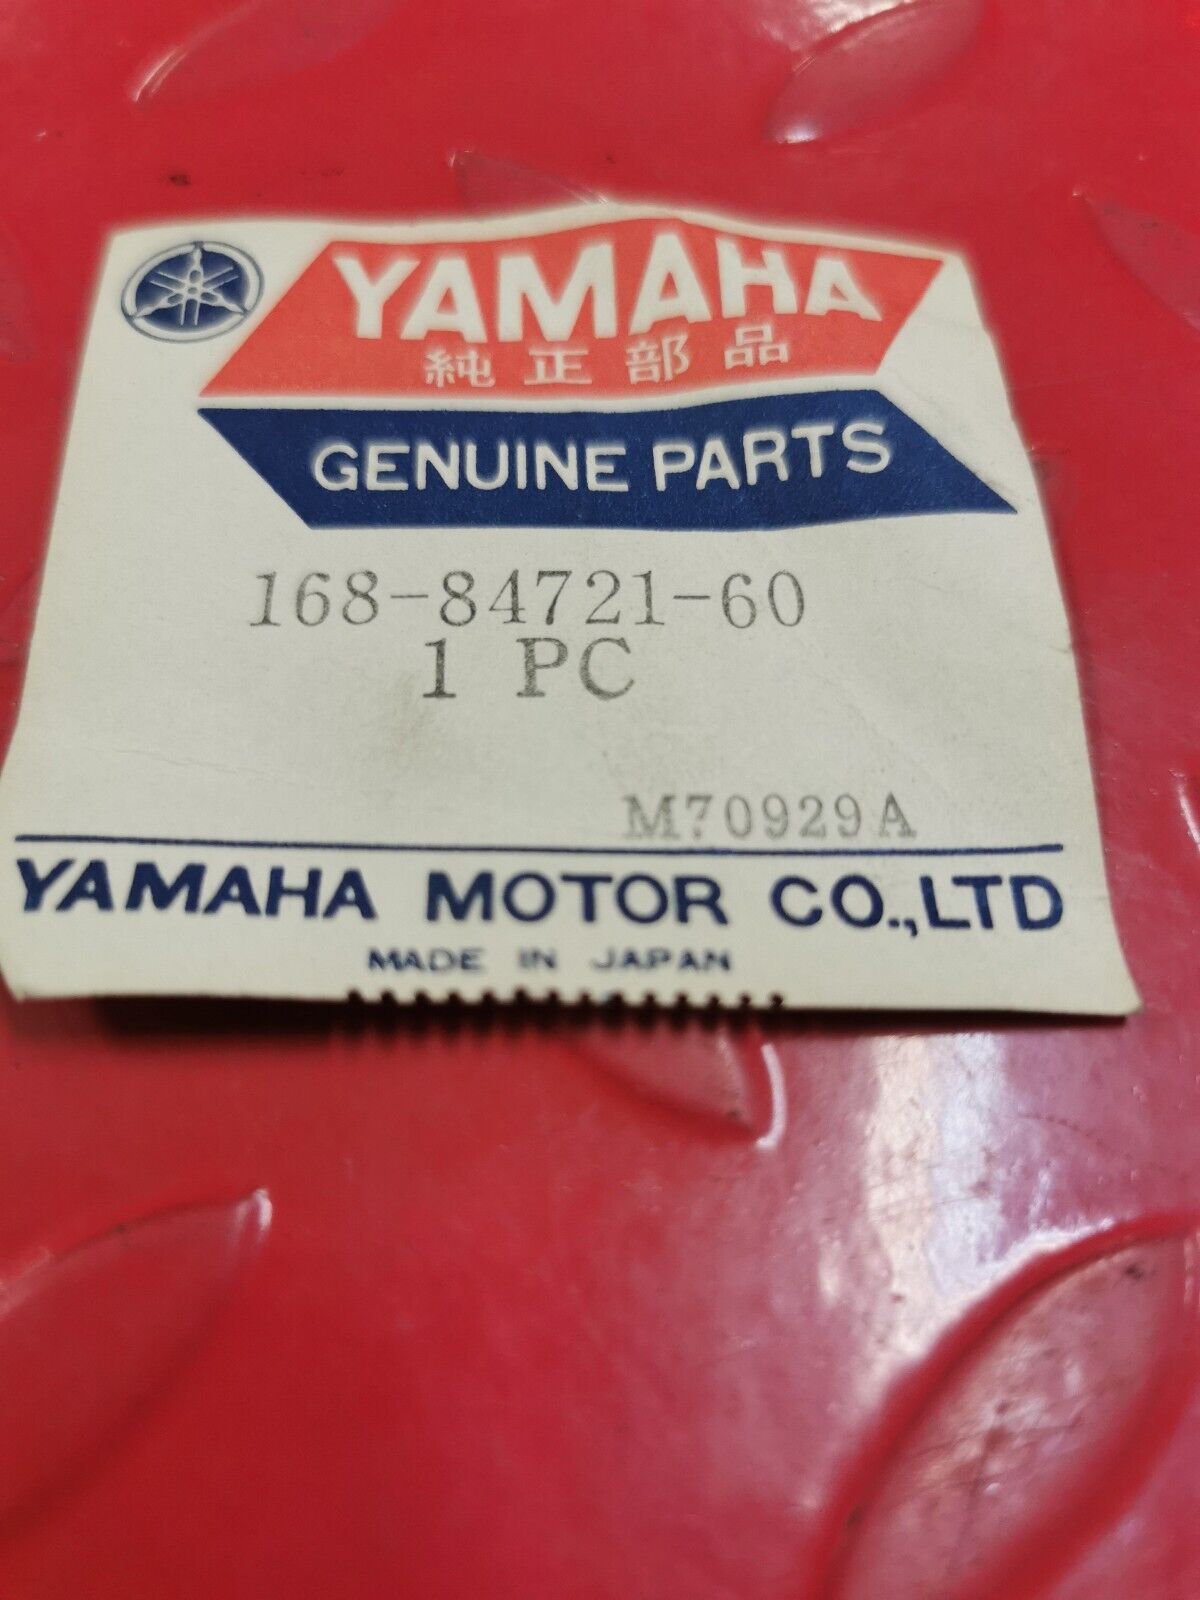 YAMAHA
純正部品
GENUINE PARTS
168-84721-60
1 PC
M70929A
YAMAHA MOTOR CO.,LTD
MADE IN JAPAN